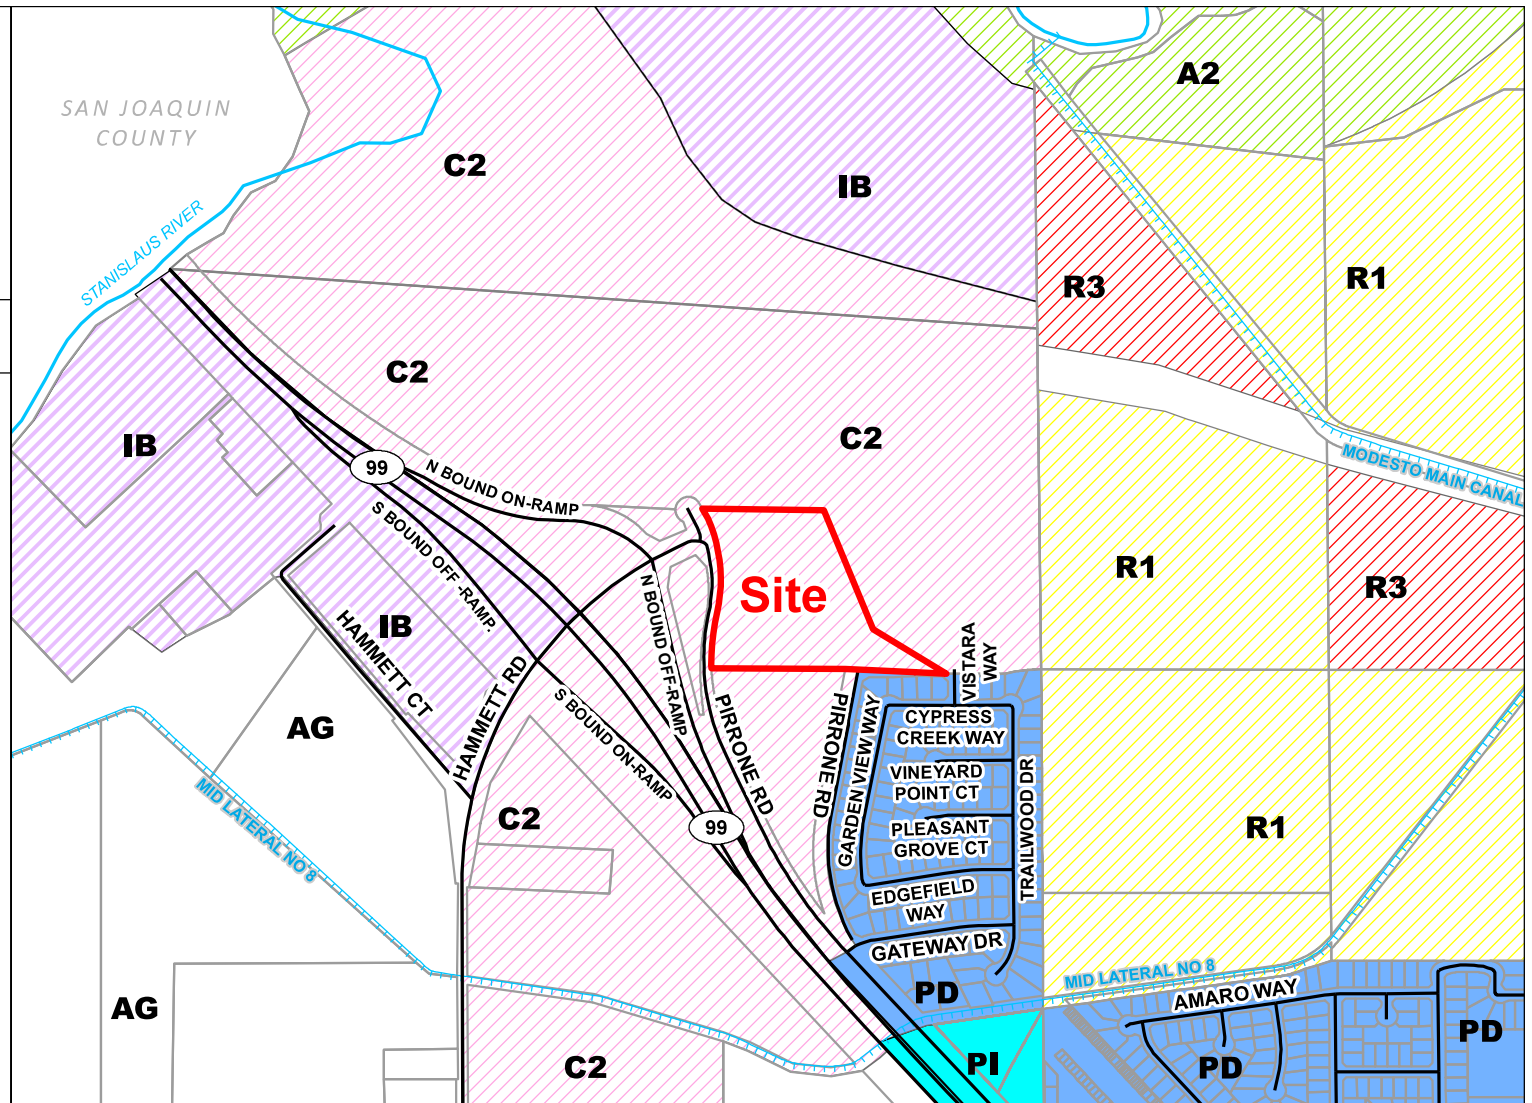 A2
SAN JOAQUIN
COUNTY
C2
IB
STANISLAUS RIVER
R3
R1
C2
C2
IB
99
N BOUND ON-RAMP
MODESTO MAIN CANAL
S BOUND OFF-RAMP.
R1
R3
Site
N BOUND OFF-RAMP
IB
HAMMETT CT
HAMMETT RD
VISTARA
WAY
S BOUND ON-RAMP
PIRRONE RD
PIRRONE RD
GARDEN VIEW WAY
CYPRESS
CREEK WAY
AG
VINEYARD
POINT CT
TRAILWOOD DR
MID LATERAL NO 8
C2
99
PLEASANT
GROVE CT
R1
EDGEFIELD
WAY
GATEWAY DR
MID LATERAL NO 8
PD
AMARO WAY
AG
PD
C2
PI
PD